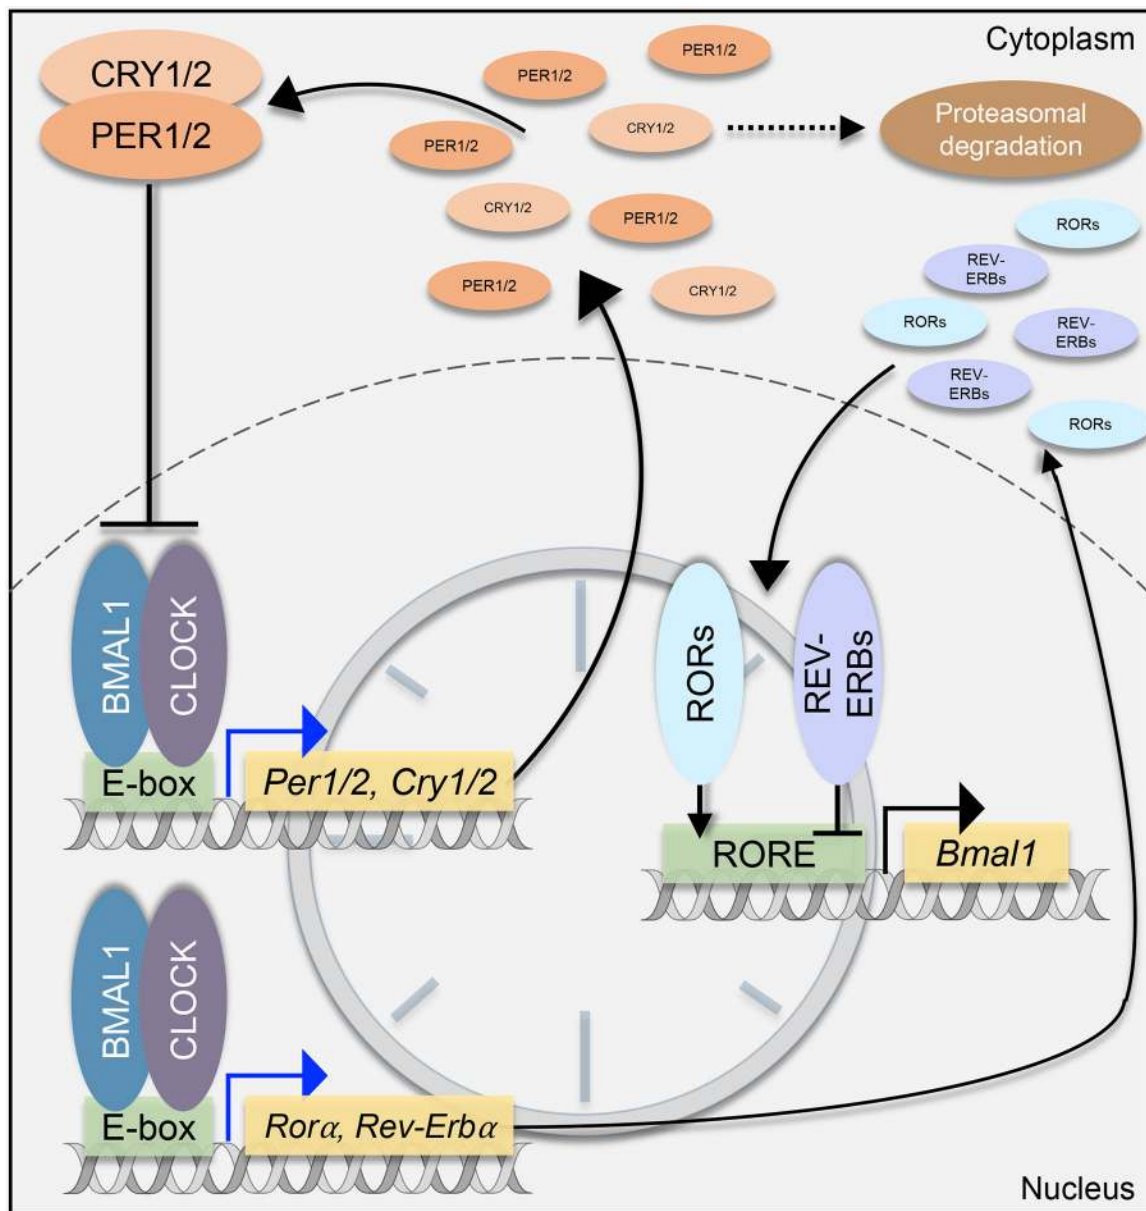 Cytoplasm
CRY1/2
PER1/2
PER1/2
PER1/2
CRY1/2
PER1/2
CRY1/2
PER1/2
PER1/2
CRY1/2
Proteasomal
degradation
RORs
REV-
ERBs
RORs
REV-
ERBs
REV-
ERBs
RORs
BMAL1
CLOCK
E-box
Per1/2, Cry1/2
RORs
REV-
ERBs
RORE
Bmal1
BMAL1
CLOCK
E-box
Rorα, Rev-Erbα
Nucleus